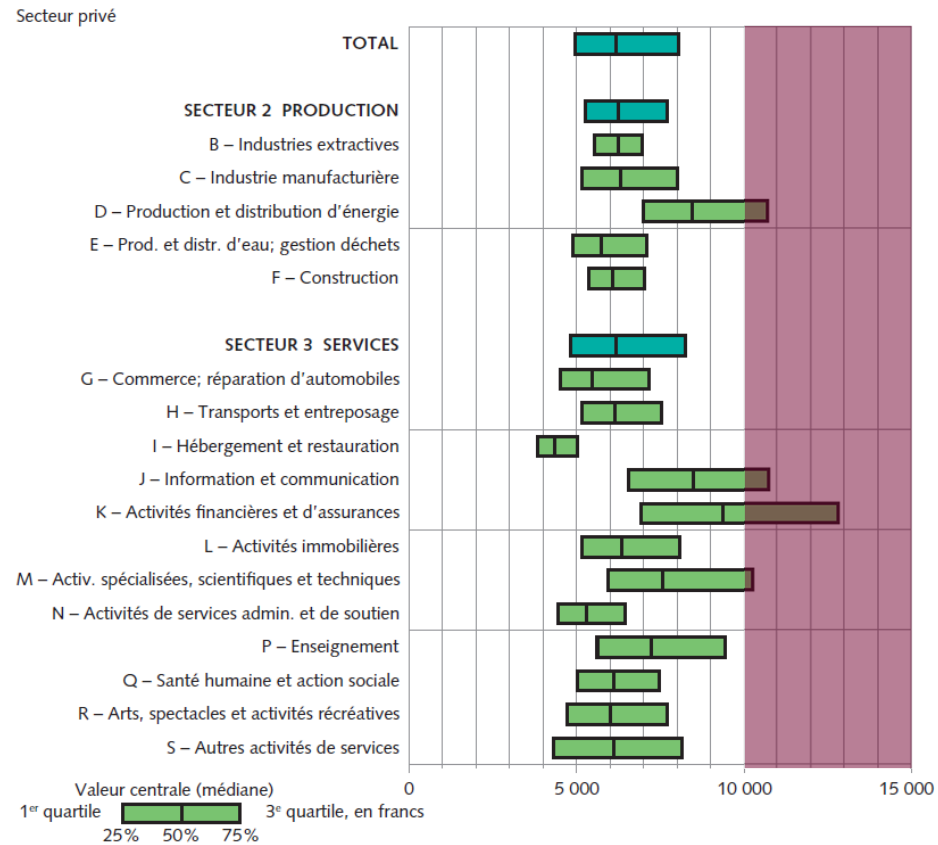 Secteur privé
TOTAL
SECTEUR 2 PRODUCTION
B – Industries extractives
C – Industrie manufacturière
D – Production et distribution d’énergie
E – Prod. et distr. d’eau; gestion déchets
F – Construction
SECTEUR 3 SERVICES
G – Commerce; réparation d’automobiles
H – Transports et entreposage
I – Hébergement et restauration
J – Information et communication
K – Activités financières et d’assurances
L – Activités immobilières
M – Activ. spécialisées, scientifiques et techniques
N – Activités de services admin. et de soutien
P – Enseignement
Q – Santé humaine et action sociale
R – Arts, spectacles et activités récréatives
S – Autres activités de services
0 5 000 10 000 15 000
Valeur centrale (médiane)
1er quartile 3e quartile, en francs
25% 50% 75%